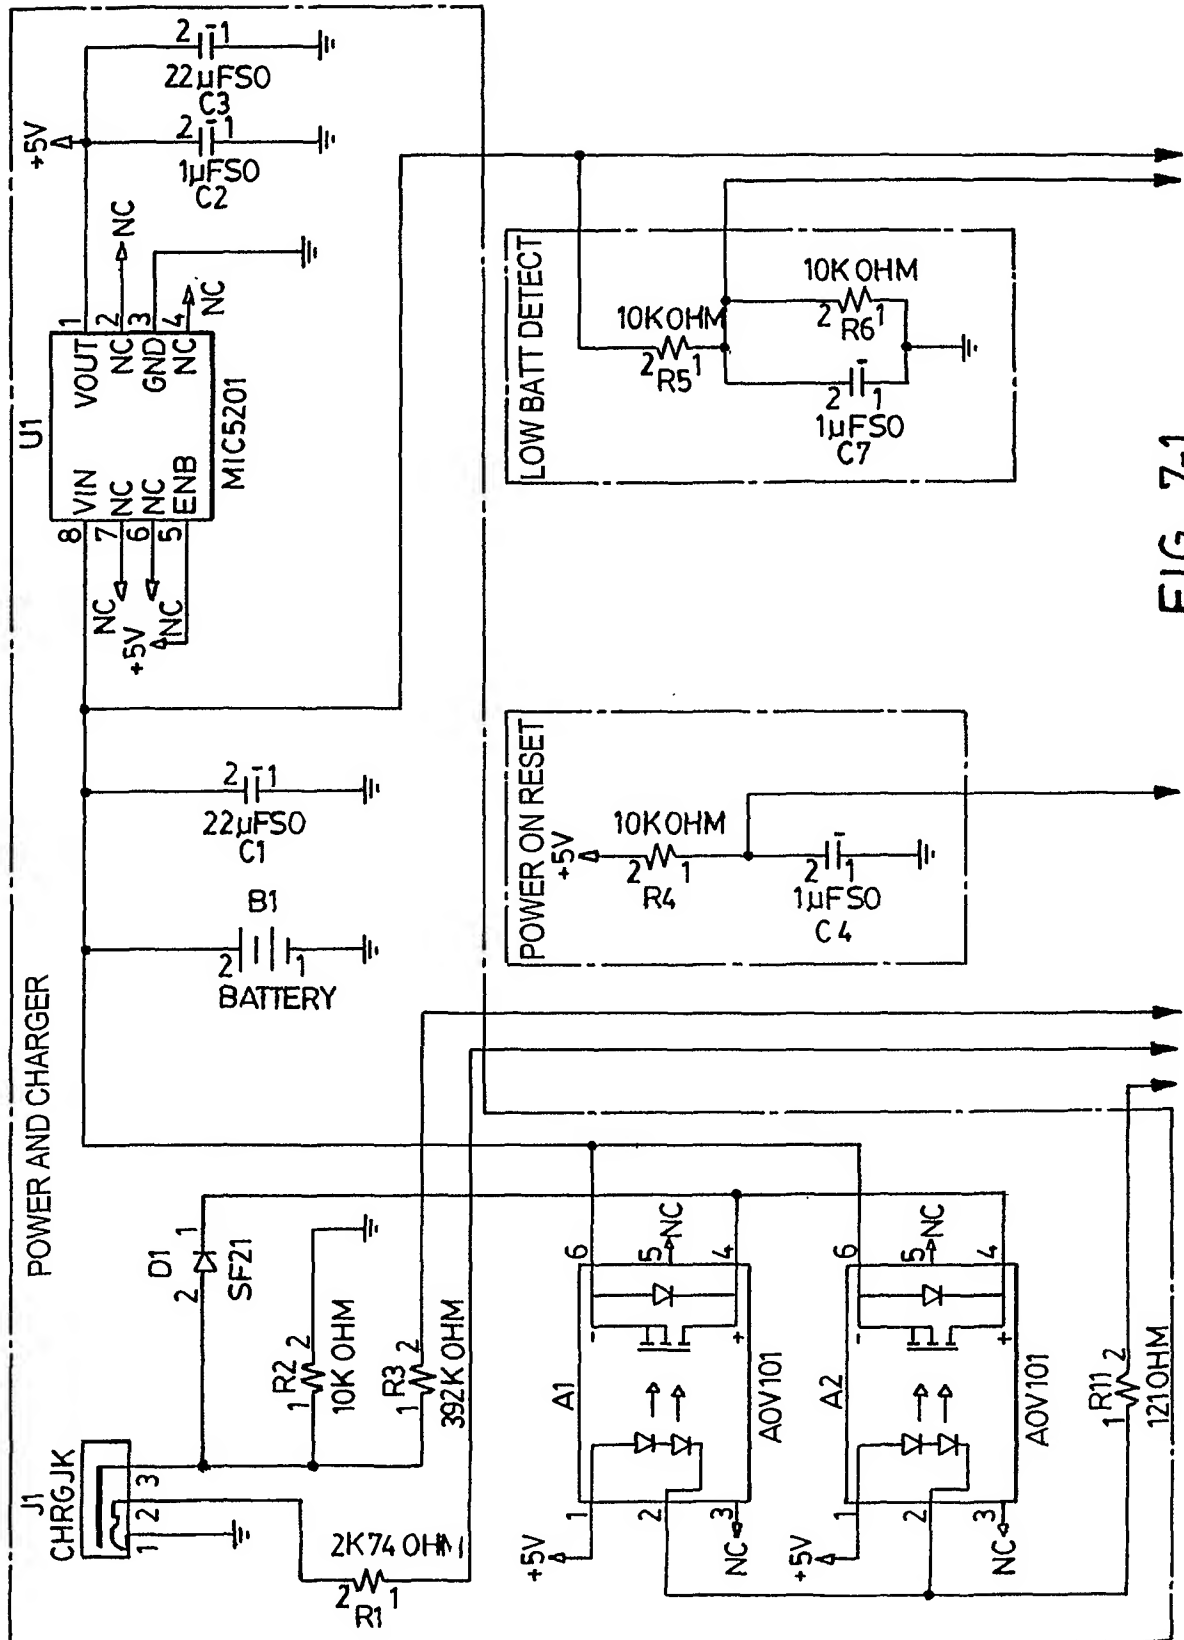 POWER AND CHARGER
J1
CHRGJK
1
2
3
2K74 OHM
2
1
R1
D1
2
1
SF21
1 R2 2
10K OHM
1 R3 2
392K OHM
B1
2
1
BATTERY
2
1
22µFSO
C1
U1
8
VIN
VOUT
1
7
NC
NC
2
6
NC
GND
3
5
ENB
NC
4
MIC5201
NC
+5V
NC
NC
NC
+5V
2
1
1µFSO
C2
2
1
22µFSO
C3
+5V
1
2
3
NC
A1
6
5
NC
4
-
+
AOV101
+5V
1
2
3
NC
A2
6
5
NC
4
-
+
AOV101
1 R11 2
121 OHM
POWER ON RESET
+5V
10K OHM
2
1
R4
2
1
1µFSO
C4
LOW BATT DETECT
10K OHM
2
1
R5
10K OHM
2
1
R6
2
1
1µFSO
C7
FIG. 7-1